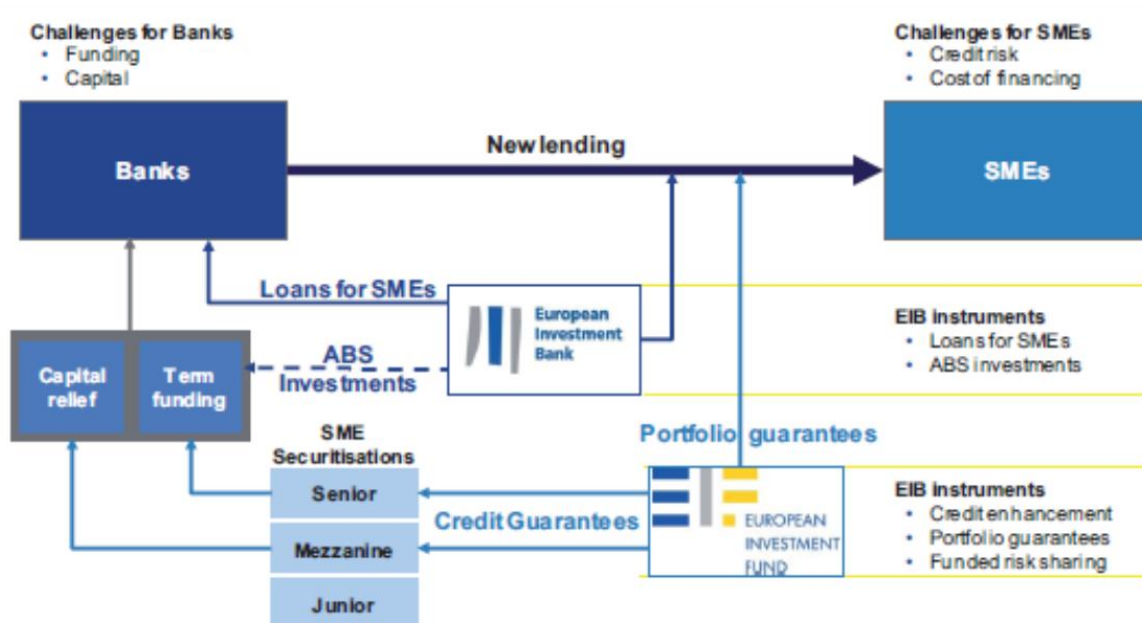 Challenges for Banks
• Funding
• Capital
Challenges for SMEs
• Credit risk
• Cost of financing
Banks
New lending
SMEs
Loans for SMEs
European
Investment
Bank
EIB instruments
• Loans for SMEs
• ABS investments
ABS
Investments
Capital
relief
Term
funding
SME
Securitisations
Portfolio guarantees
Senior
Credit Guarantees
Mezzanine
Junior
EUROPEAN
INVESTMENT
FUND
EIB instruments
• Credit enhancement
• Portfolio guarantees
• Funded risk sharing